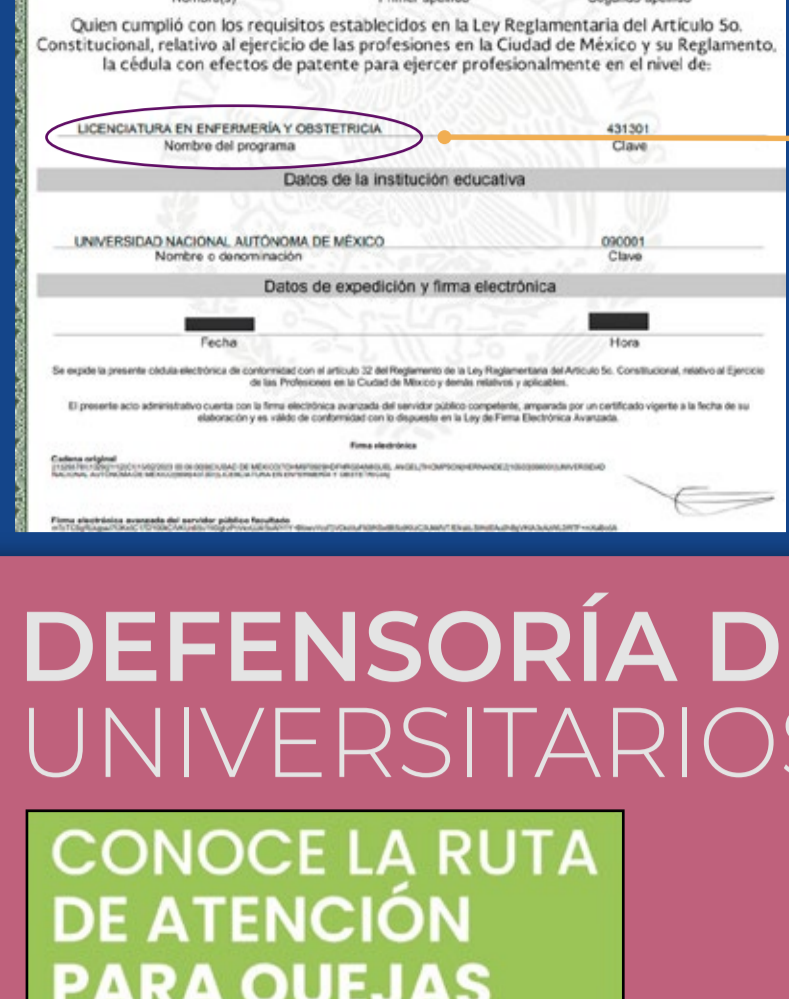 Quien cumplió con los requisitos establecidos en la Ley Reglamentaria del Artículo 5o.
Constitucional, relativo al ejercicio de las profesiones en la Ciudad de México y su Reglamento,
la cédula con efectos de patente para ejercer profesionalmente en el nivel de:
LICENCIATURA EN ENFERMERÍA Y OBSTETRICIA 431301
Nombre del programa Clave
Datos de la institución educativa
UNIVERSIDAD NACIONAL AUTÓNOMA DE MÉXICO 090001
Nombre o denominación Clave
Datos de expedición y firma electrónica
Fecha Hora
Se expide la presente cédula electrónica de conformidad con el artículo 32 del Reglamento de la Ley Reglamentaria del Artículo 5o. Constitucional, relativo al Ejercicio
de las Profesiones en la Ciudad de México y demás relativos y aplicables.
El presente acto administrativo cuenta con la firma electrónica avanzada del servidor público competente, amparada por un certificado vigente a la fecha de su
elaboración y es válido de conformidad con lo dispuesto en la Ley de Firma Electrónica Avanzada.
Firma electrónica
Cadena original
Firma electrónica avanzada del servidor público facultado
DEFENSORÍA D
UNIVERSITARIOS
CONOCE LA RUTA
DE ATENCIÓN
PARA QUEJAS